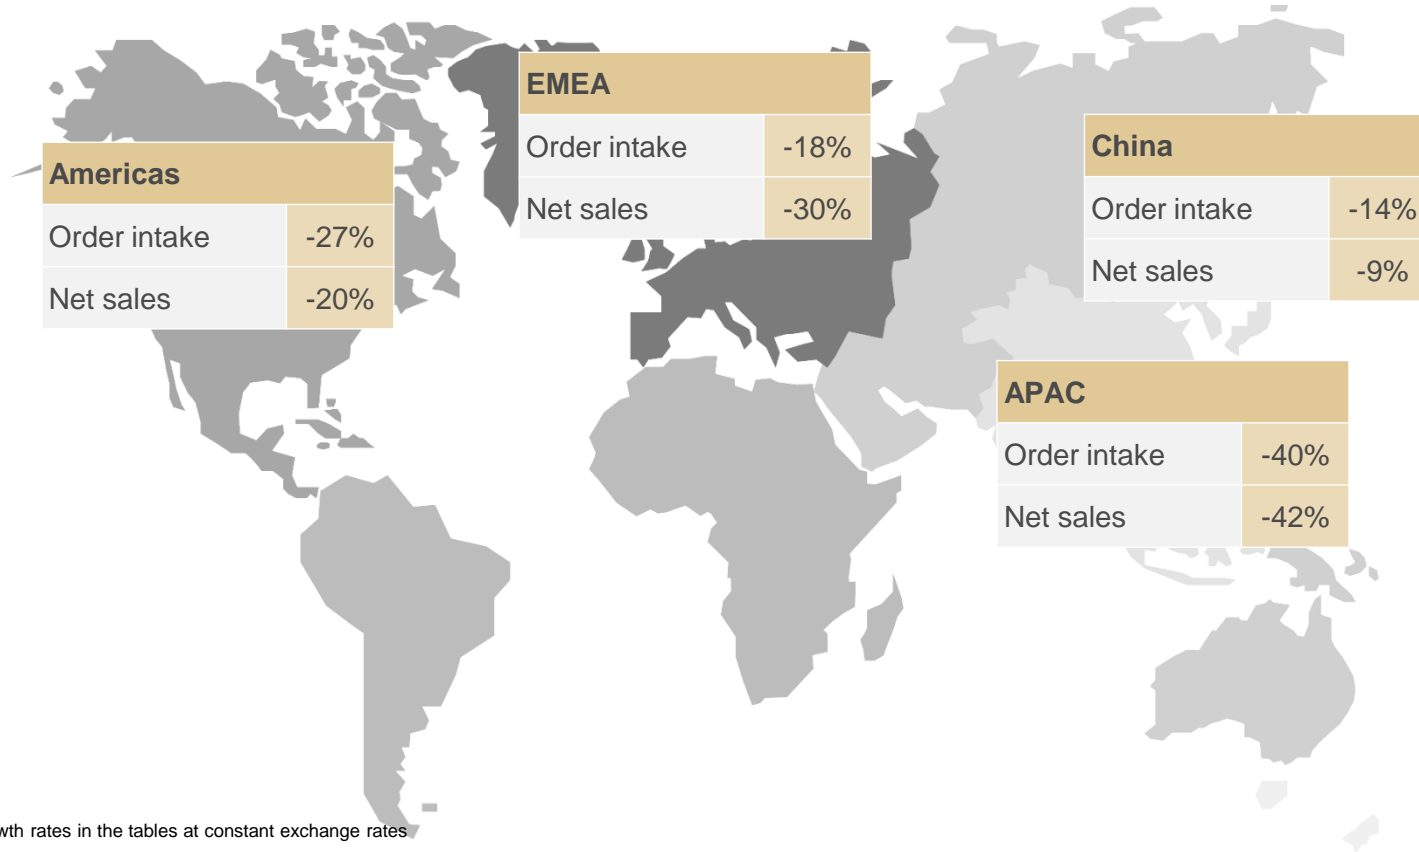 EMEA
Order intake -18%
Net sales -30%
China
Order intake -14%
Net sales -9%
Americas
Order intake -27%
Net sales -20%
APAC
Order intake -40%
Net sales -42%
rates in the tables at constant exchange rates